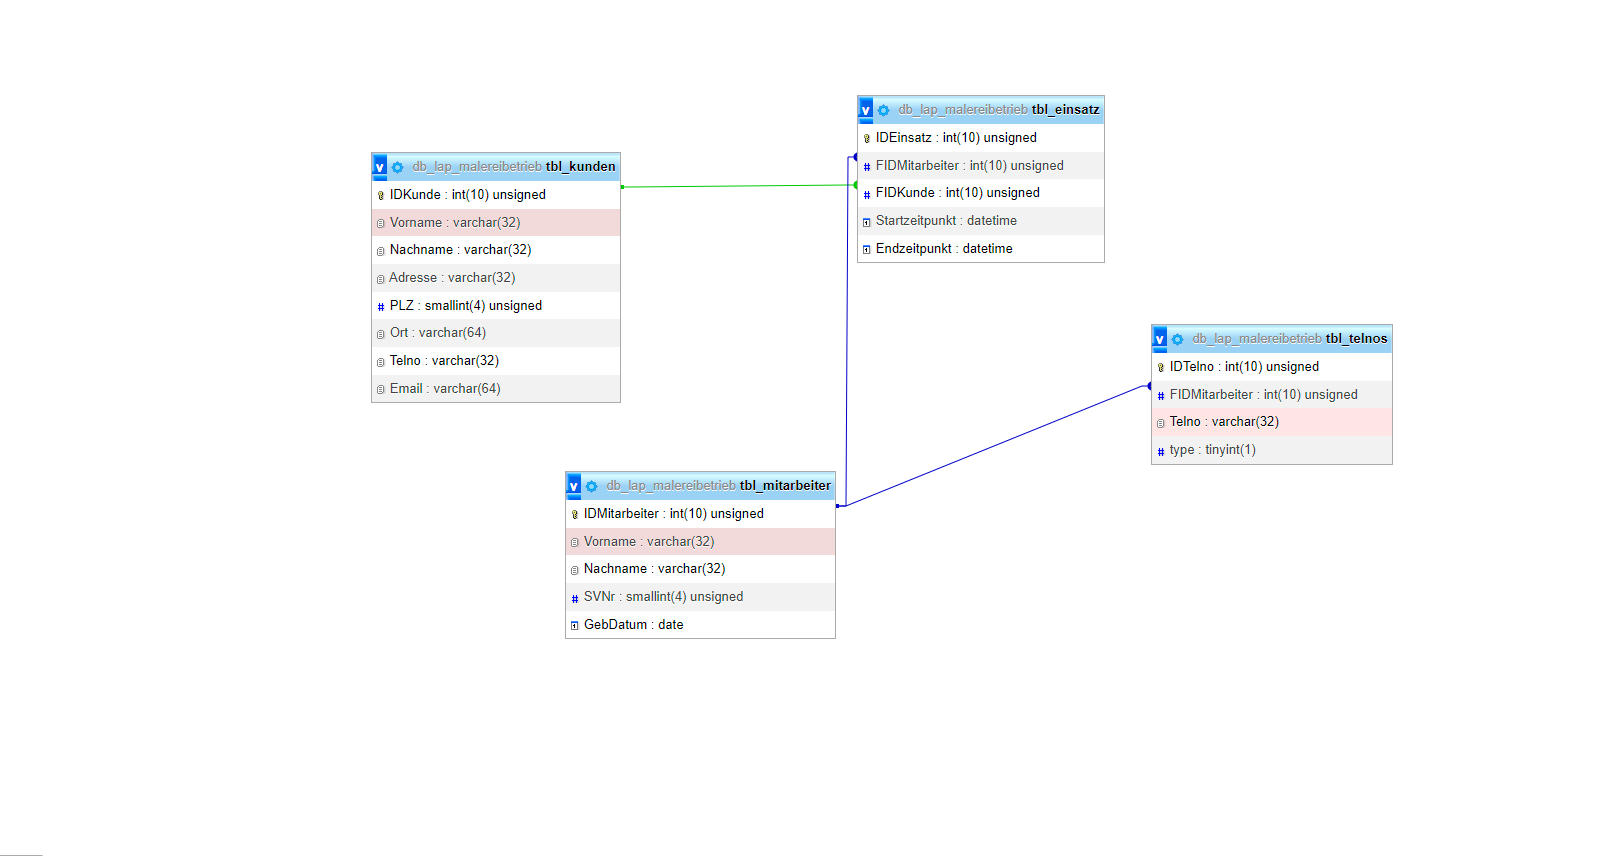 db_lap_malereibetrieb tbl_kunden
IDKunde : int(10) unsigned
Vorname : varchar(32)
Nachname : varchar(32)
Adresse : varchar(32)
PLZ : smallint(4) unsigned
Ort : varchar(64)
Telno : varchar(32)
Email : varchar(64)
db_lap_malereibetrieb tbl_einsatz
IDEinsatz : int(10) unsigned
FIDMitarbeiter : int(10) unsigned
FIDKunde : int(10) unsigned
Startzeitpunkt : datetime
Endzeitpunkt : datetime
db_lap_malereibetrieb tbl_telnos
IDTelno : int(10) unsigned
FIDMitarbeiter : int(10) unsigned
Telno : varchar(32)
type : tinyint(1)
db_lap_malereibetrieb tbl_mitarbeiter
IDMitarbeiter : int(10) unsigned
Vorname : varchar(32)
Nachname : varchar(32)
SVNr : smallint(4) unsigned
GebDatum : date